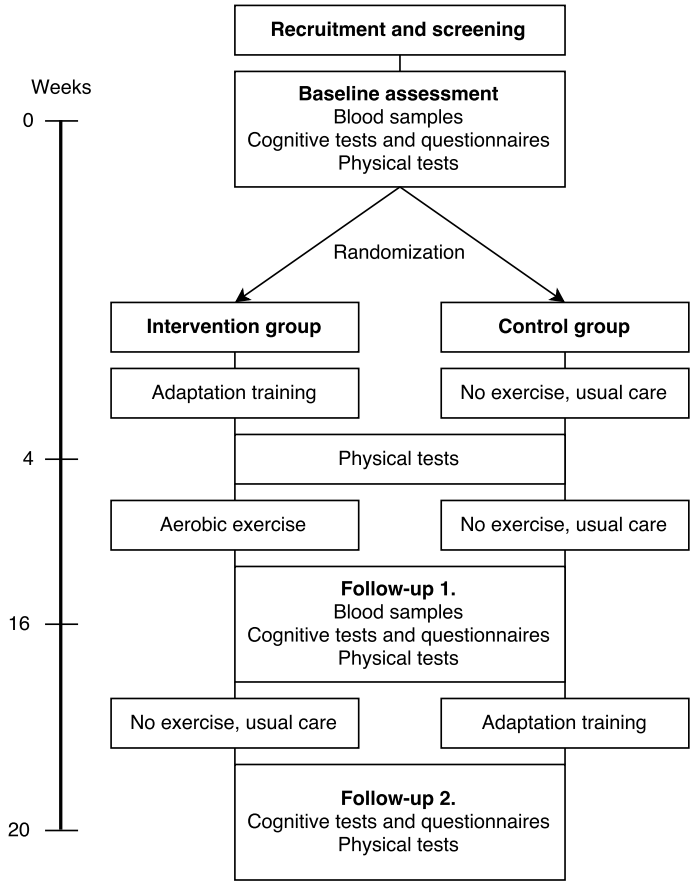 Recruitment and screening
Weeks
Baseline assessment
Blood samples
Cognitive tests and questionnaires
Physical tests
0
Randomization
Intervention group
Control group
Adaptation training
No exercise, usual care
4
Physical tests
Aerobic exercise
No exercise, usual care
Follow-up 1.
Blood samples
Cognitive tests and questionnaires
Physical tests
16
No exercise, usual care
Adaptation training
Follow-up 2.
Cognitive tests and questionnaires
Physical tests
20